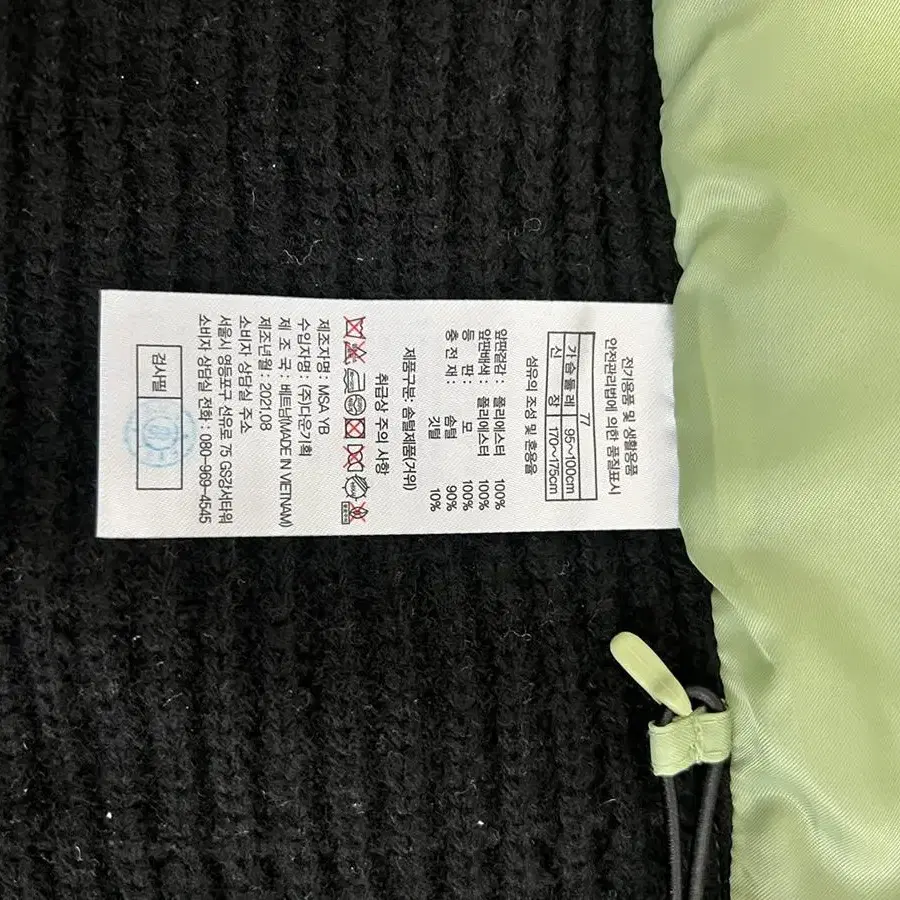 전기용품 및 생활용품
안전관리법에 의한 품질표시
77
가슴둘레 95~100cm
신 장 170~175cm
섬유의 조성 및 혼용율
앞판겉감 : 폴리에스터 100%
앞판배색 : 폴리에스터 100%
등 판 : 모 100%
충 전 재 : 솜털 90%
깃털 10%
제품구분: 솜털제품(거위)
취급상 주의 사항
제조자명 : MSA YB
수입자명 : (주)다운기획
제 조 국 : 베트남(MADE IN VIETNAM)
제조년월 : 2021.08
소비자 상담실 주소
서울시 영등포구 선유로 75 GS강서타워
소비자 상담실 전화 : 080-969-4545
검사필